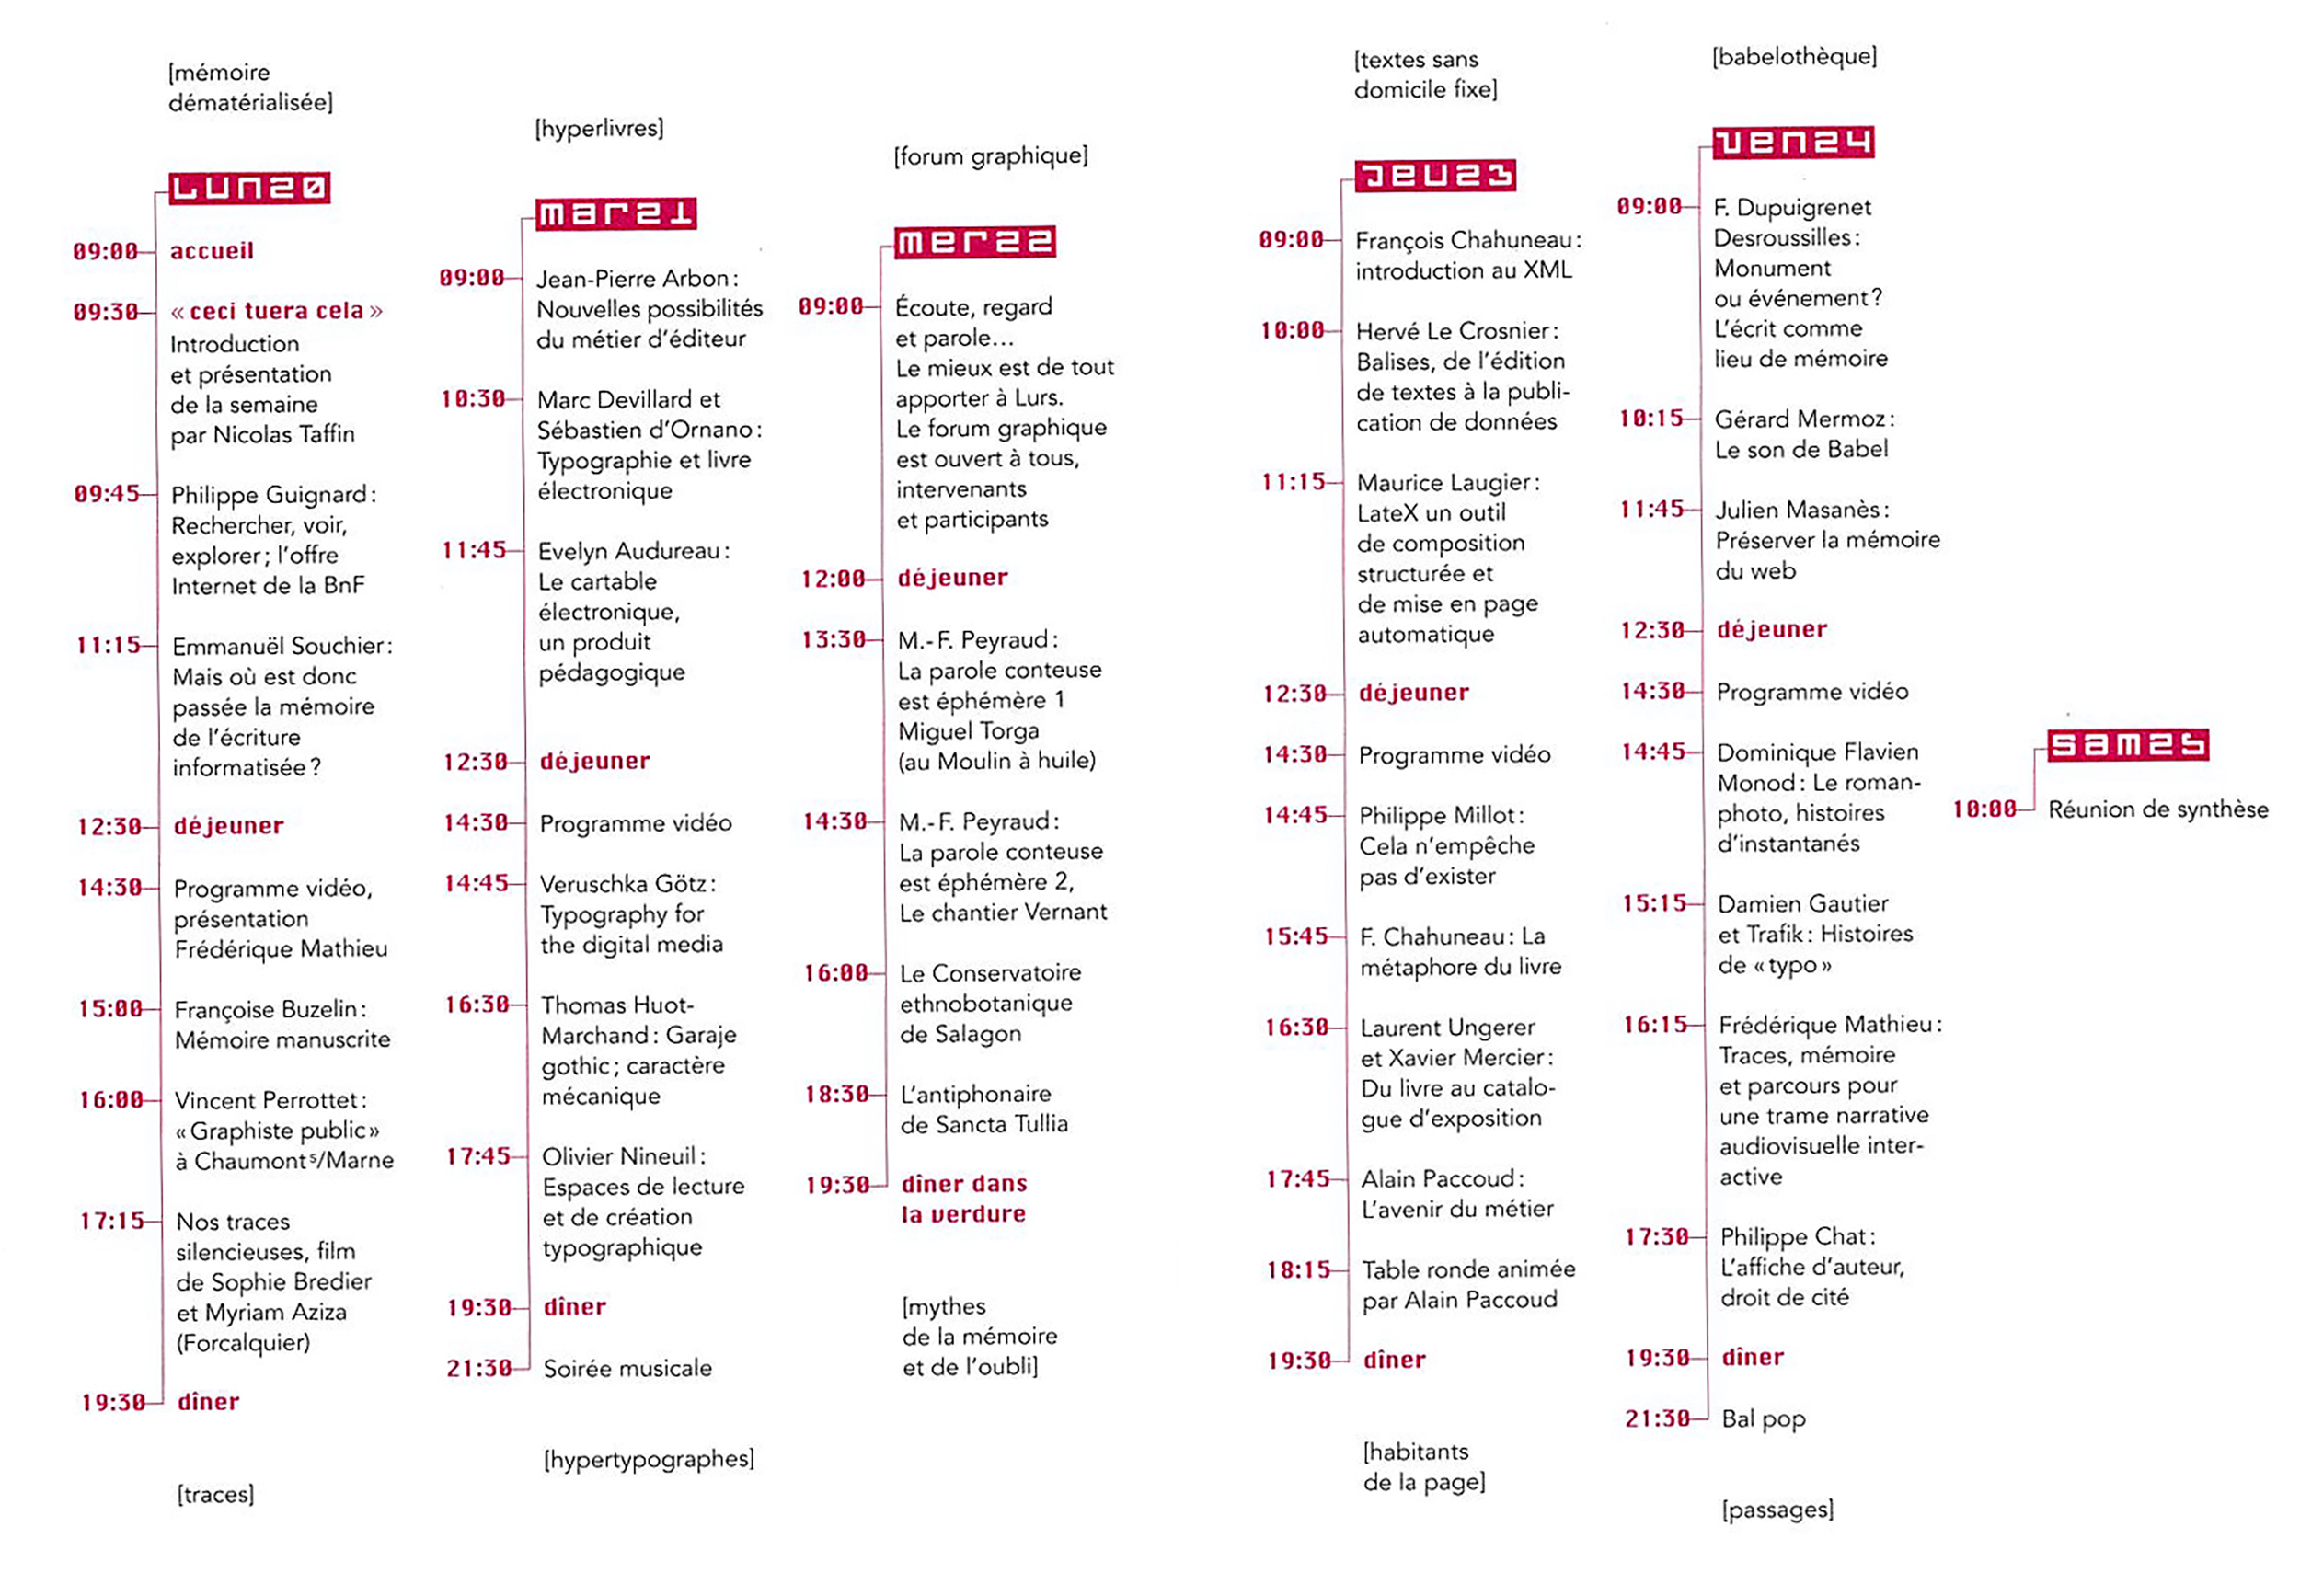 [mémoire
dématérialisée]
LUN20
09:00 accueil
09:30 « ceci tuera cela »
Introduction
et présentation
de la semaine
par Nicolas Taffin
09:45 Philippe Guignard :
Rechercher, voir,
explorer ; l’offre
Internet de la BnF
11:15 Emmanuël Souchier :
Mais où est donc
passée la mémoire
de l’écriture
informatisée ?
12:30 déjeuner
14:30 Programme vidéo,
présentation
Frédérique Mathieu
15:00 Françoise Buzelin :
Mémoire manuscrite
16:00 Vincent Perrottet :
« Graphiste public »
à Chaumont s/Marne
17:15 Nos traces
silencieuses, film
de Sophie Bredier
et Myriam Aziza
(Forcalquier)
19:30 dîner
[traces]
[hyperlivres]
mar21
09:00 Jean-Pierre Arbon :
Nouvelles possibilités
du métier d’éditeur
10:30 Marc Devillard et
Sébastien d’Ornano :
Typographie et livre
électronique
11:45 Evelyn Audureau :
Le cartable
électronique,
un produit
pédagogique
12:30 déjeuner
14:30 Programme vidéo
14:45 Veruschka Götz :
Typography for
the digital media
16:30 Thomas Huot-
Marchand : Garaje
gothic ; caractère
mécanique
17:45 Olivier Nineuil :
Espaces de lecture
et de création
typographique
19:30 dîner
21:30 Soirée musicale
[hypertypographes]
[forum graphique]
mer22
09:00 Écoute, regard
et parole…
Le mieux est de tout
apporter à Lurs.
Le forum graphique
est ouvert à tous,
intervenants
et participants
12:00 déjeuner
13:30 M.-F. Peyraud :
La parole conteuse
est éphémère 1
Miguel Torga
(au Moulin à huile)
14:30 M.-F. Peyraud :
La parole conteuse
est éphémère 2,
Le chantier Vernant
16:00 Le Conservatoire
ethnobotanique
de Salagon
18:30 L’antiphonaire
de Sancta Tullia
19:30 dîner dans
la verdure
[mythes
de la mémoire
et de l’oubli]
[textes sans
domicile fixe]
Jeu23
09:00 François Chahuneau :
introduction au XML
10:00 Hervé Le Crosnier :
Balises, de l’édition
de textes à la publi-
cation de données
11:15 Maurice Laugier :
LateX un outil
de composition
structurée et
de mise en page
automatique
12:30 déjeuner
14:30 Programme vidéo
14:45 Philippe Millot :
Cela n’empêche
pas d’exister
15:45 F. Chahuneau : La
métaphore du livre
16:30 Laurent Ungerer
et Xavier Mercier :
Du livre au catalo-
gue d’exposition
17:45 Alain Paccoud :
L’avenir du métier
18:15 Table ronde animée
par Alain Paccoud
19:30 dîner
[habitants
de la page]
[babelothèque]
ven24
09:00 F. Dupuigrenet
Desroussilles :
Monument
ou événement ?
L’écrit comme
lieu de mémoire
10:15 Gérard Mermoz :
Le son de Babel
11:45 Julien Masanès :
Préserver la mémoire
du web
12:30 déjeuner
14:30 Programme vidéo
14:45 Dominique Flavien
Monod : Le roman-
photo, histoires
d’instantanés
15:15 Damien Gautier
et Trafik : Histoires
de « typo »
16:15 Frédérique Mathieu :
Traces, mémoire
et parcours pour
une trame narrative
audiovisuelle inter-
active
17:30 Philippe Chat :
L’affiche d’auteur,
droit de cité
19:30 dîner
21:30 Bal pop
[passages]
sam25
10:00 Réunion de synthèse